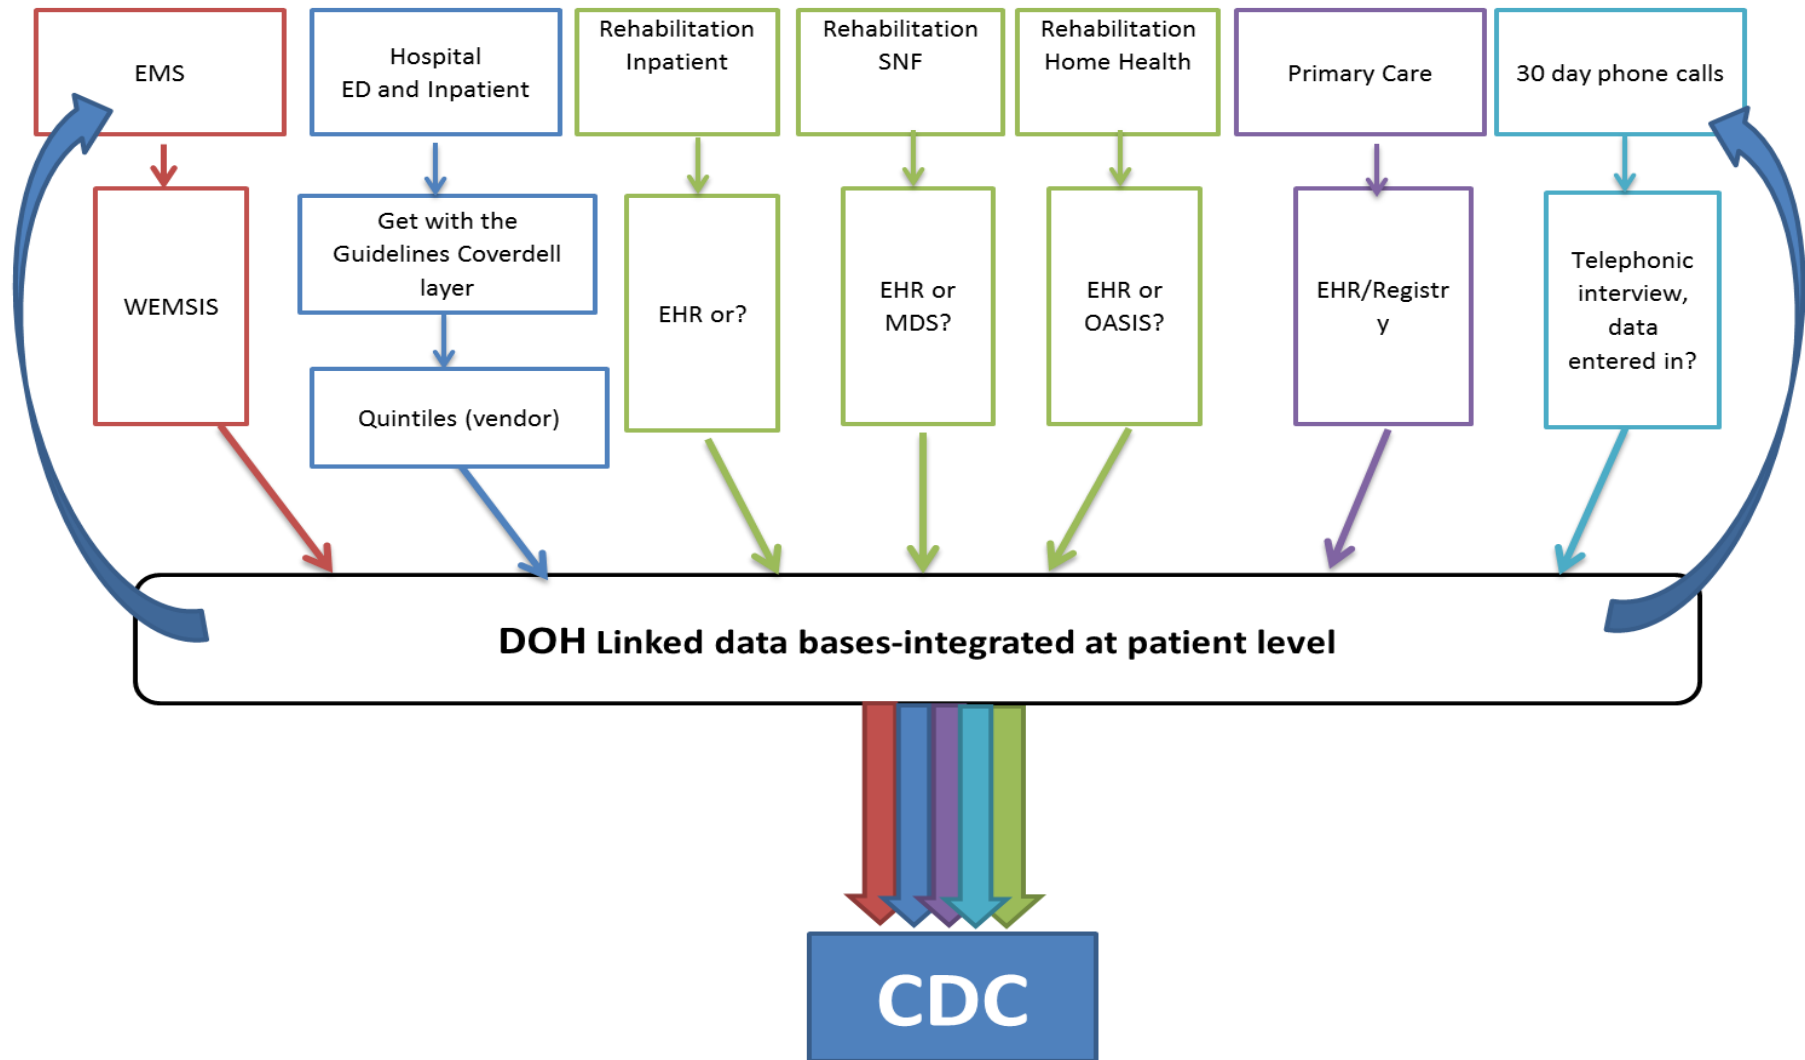 EMS
Hospital
ED and Inpatient
Rehabilitation
Inpatient
Rehabilitation
SNF
Rehabilitation
Home Health
Primary Care
30 day phone calls
WEMSIS
Get with the
Guidelines Coverdell
layer
Quintiles (vendor)
EHR or?
EHR or
MDS?
EHR or
OASIS?
EHR/Registr
y
Telephonic
interview,
data
entered in?
DOH Linked data bases-integrated at patient level
CDC